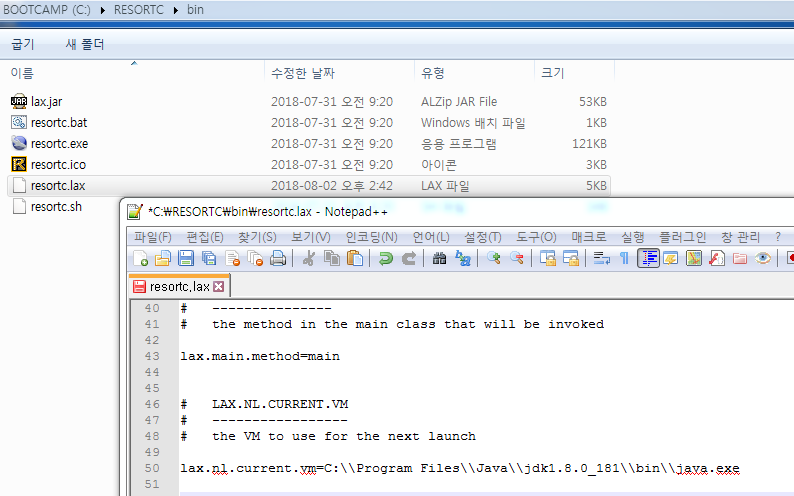 BOOTCAMP (C:) ▶ RESORTC ▶ bin
굽기 새 폴더
이름 수정한 날짜 유형 크기
lax.jar 2018-07-31 오전 9:20 ALZip JAR File 53KB
resortc.bat 2018-07-31 오전 9:20 Windows 배치 파일 1KB
resortc.exe 2018-07-31 오전 9:20 응용 프로그램 121KB
resortc.ico 2018-07-31 오전 9:20 아이콘 3KB
resortc.lax 2018-08-02 오후 2:42 LAX 파일 5KB
resortc.sh
*C:\RESORTC\bin\resortc.lax - Notepad++
파일(F) 편집(E) 찾기(S) 보기(V) 인코딩(N) 언어(L) 설정(T) 도구(O) 매크로 실행 플러그인 창 관리 ?
resortc.lax
40 # ---------------
41 # the method in the main class that will be invoked
42
43 lax.main.method=main
44
45
46 # LAX.NL.CURRENT.VM
47 # -----------------
48 # the VM to use for the next launch
49
50 lax.nl.current.vm=C:\\Program Files\\Java\\jdk1.8.0_181\\bin\\java.exe
51